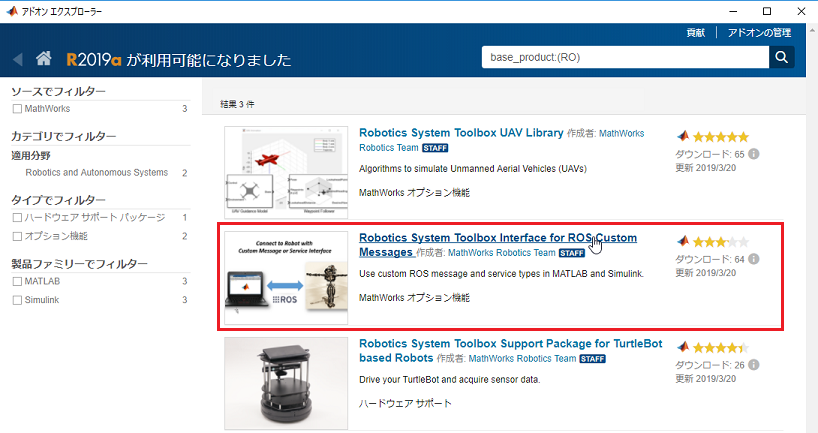 アドオン エクスプローラー
貢献 | アドオンの管理
R2019a が利用可能になりました
base_product:(RO)
ソースでフィルター
MathWorks 3
カテゴリでフィルター
適用分野
Robotics and Autonomous Systems 2
タイプでフィルター
ハードウェア サポート パッケージ 1
オプション機能 2
製品ファミリーでフィルター
MATLAB 3
Simulink 3
結果 3 件
Robotics System Toolbox UAV Library 作成者: MathWorks
Robotics Team STAFF
Algorithms to simulate Unmanned Aerial Vehicles (UAVs)
MathWorks オプション機能
ダウンロード: 65
更新 2019/3/20
UAV Guidance Model
Waypoint Follower
Robotics System Toolbox Interface for ROS Custom
Messages 作成者: MathWorks Robotics Team STAFF
Use custom ROS message and service types in MATLAB and Simulink.
MathWorks オプション機能
ダウンロード: 64
更新 2019/3/20
Connect to Robot with
Custom Message or Service Interface
ROS
Robotics System Toolbox Support Package for TurtleBot
based Robots 作成者: MathWorks Robotics Team STAFF
Drive your TurtleBot and acquire sensor data.
ハードウェア サポート
ダウンロード: 26
更新 2019/3/20